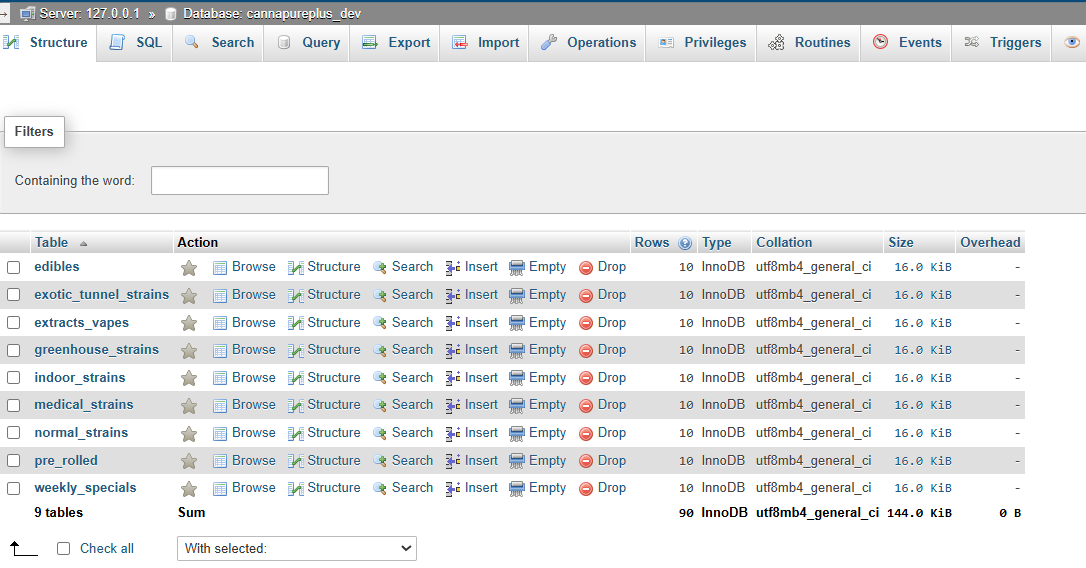 Server: 127.0.0.1 » Database: cannapureplus_dev
Structure SQL Search Query Export Import Operations Privileges Routines Events Triggers
Filters
Containing the word:
Table Action Rows Type Collation Size Overhead
edibles Browse Structure Search Insert Empty Drop 10 InnoDB utf8mb4_general_ci 16.0 KiB -
exotic_tunnel_strains Browse Structure Search Insert Empty Drop 10 InnoDB utf8mb4_general_ci 16.0 KiB -
extracts_vapes Browse Structure Search Insert Empty Drop 10 InnoDB utf8mb4_general_ci 16.0 KiB -
greenhouse_strains Browse Structure Search Insert Empty Drop 10 InnoDB utf8mb4_general_ci 16.0 KiB -
indoor_strains Browse Structure Search Insert Empty Drop 10 InnoDB utf8mb4_general_ci 16.0 KiB -
medical_strains Browse Structure Search Insert Empty Drop 10 InnoDB utf8mb4_general_ci 16.0 KiB -
normal_strains Browse Structure Search Insert Empty Drop 10 InnoDB utf8mb4_general_ci 16.0 KiB -
pre_rolled Browse Structure Search Insert Empty Drop 10 InnoDB utf8mb4_general_ci 16.0 KiB -
weekly_specials Browse Structure Search Insert Empty Drop 10 InnoDB utf8mb4_general_ci 16.0 KiB -
9 tables Sum 90 InnoDB utf8mb4_general_ci 144.0 KiB 0 B
Check all With selected: